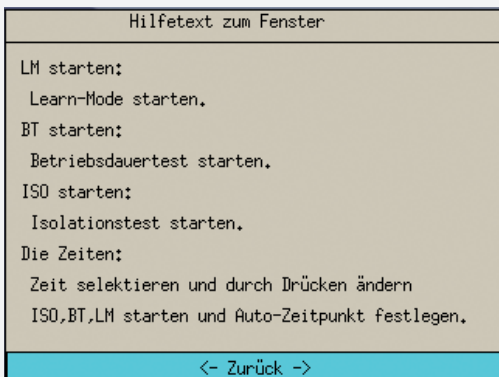 Hilfetext zum Fenster
LM starten:
Learn-Mode starten.
BT starten:
Betriebsdauertest starten.
ISO starten:
Isolationstest starten.
Die Zeiten:
Zeit selektieren und durch Drücken ändern
ISO,BT,LM starten und Auto-Zeitpunkt festlegen.
<- Zurück ->